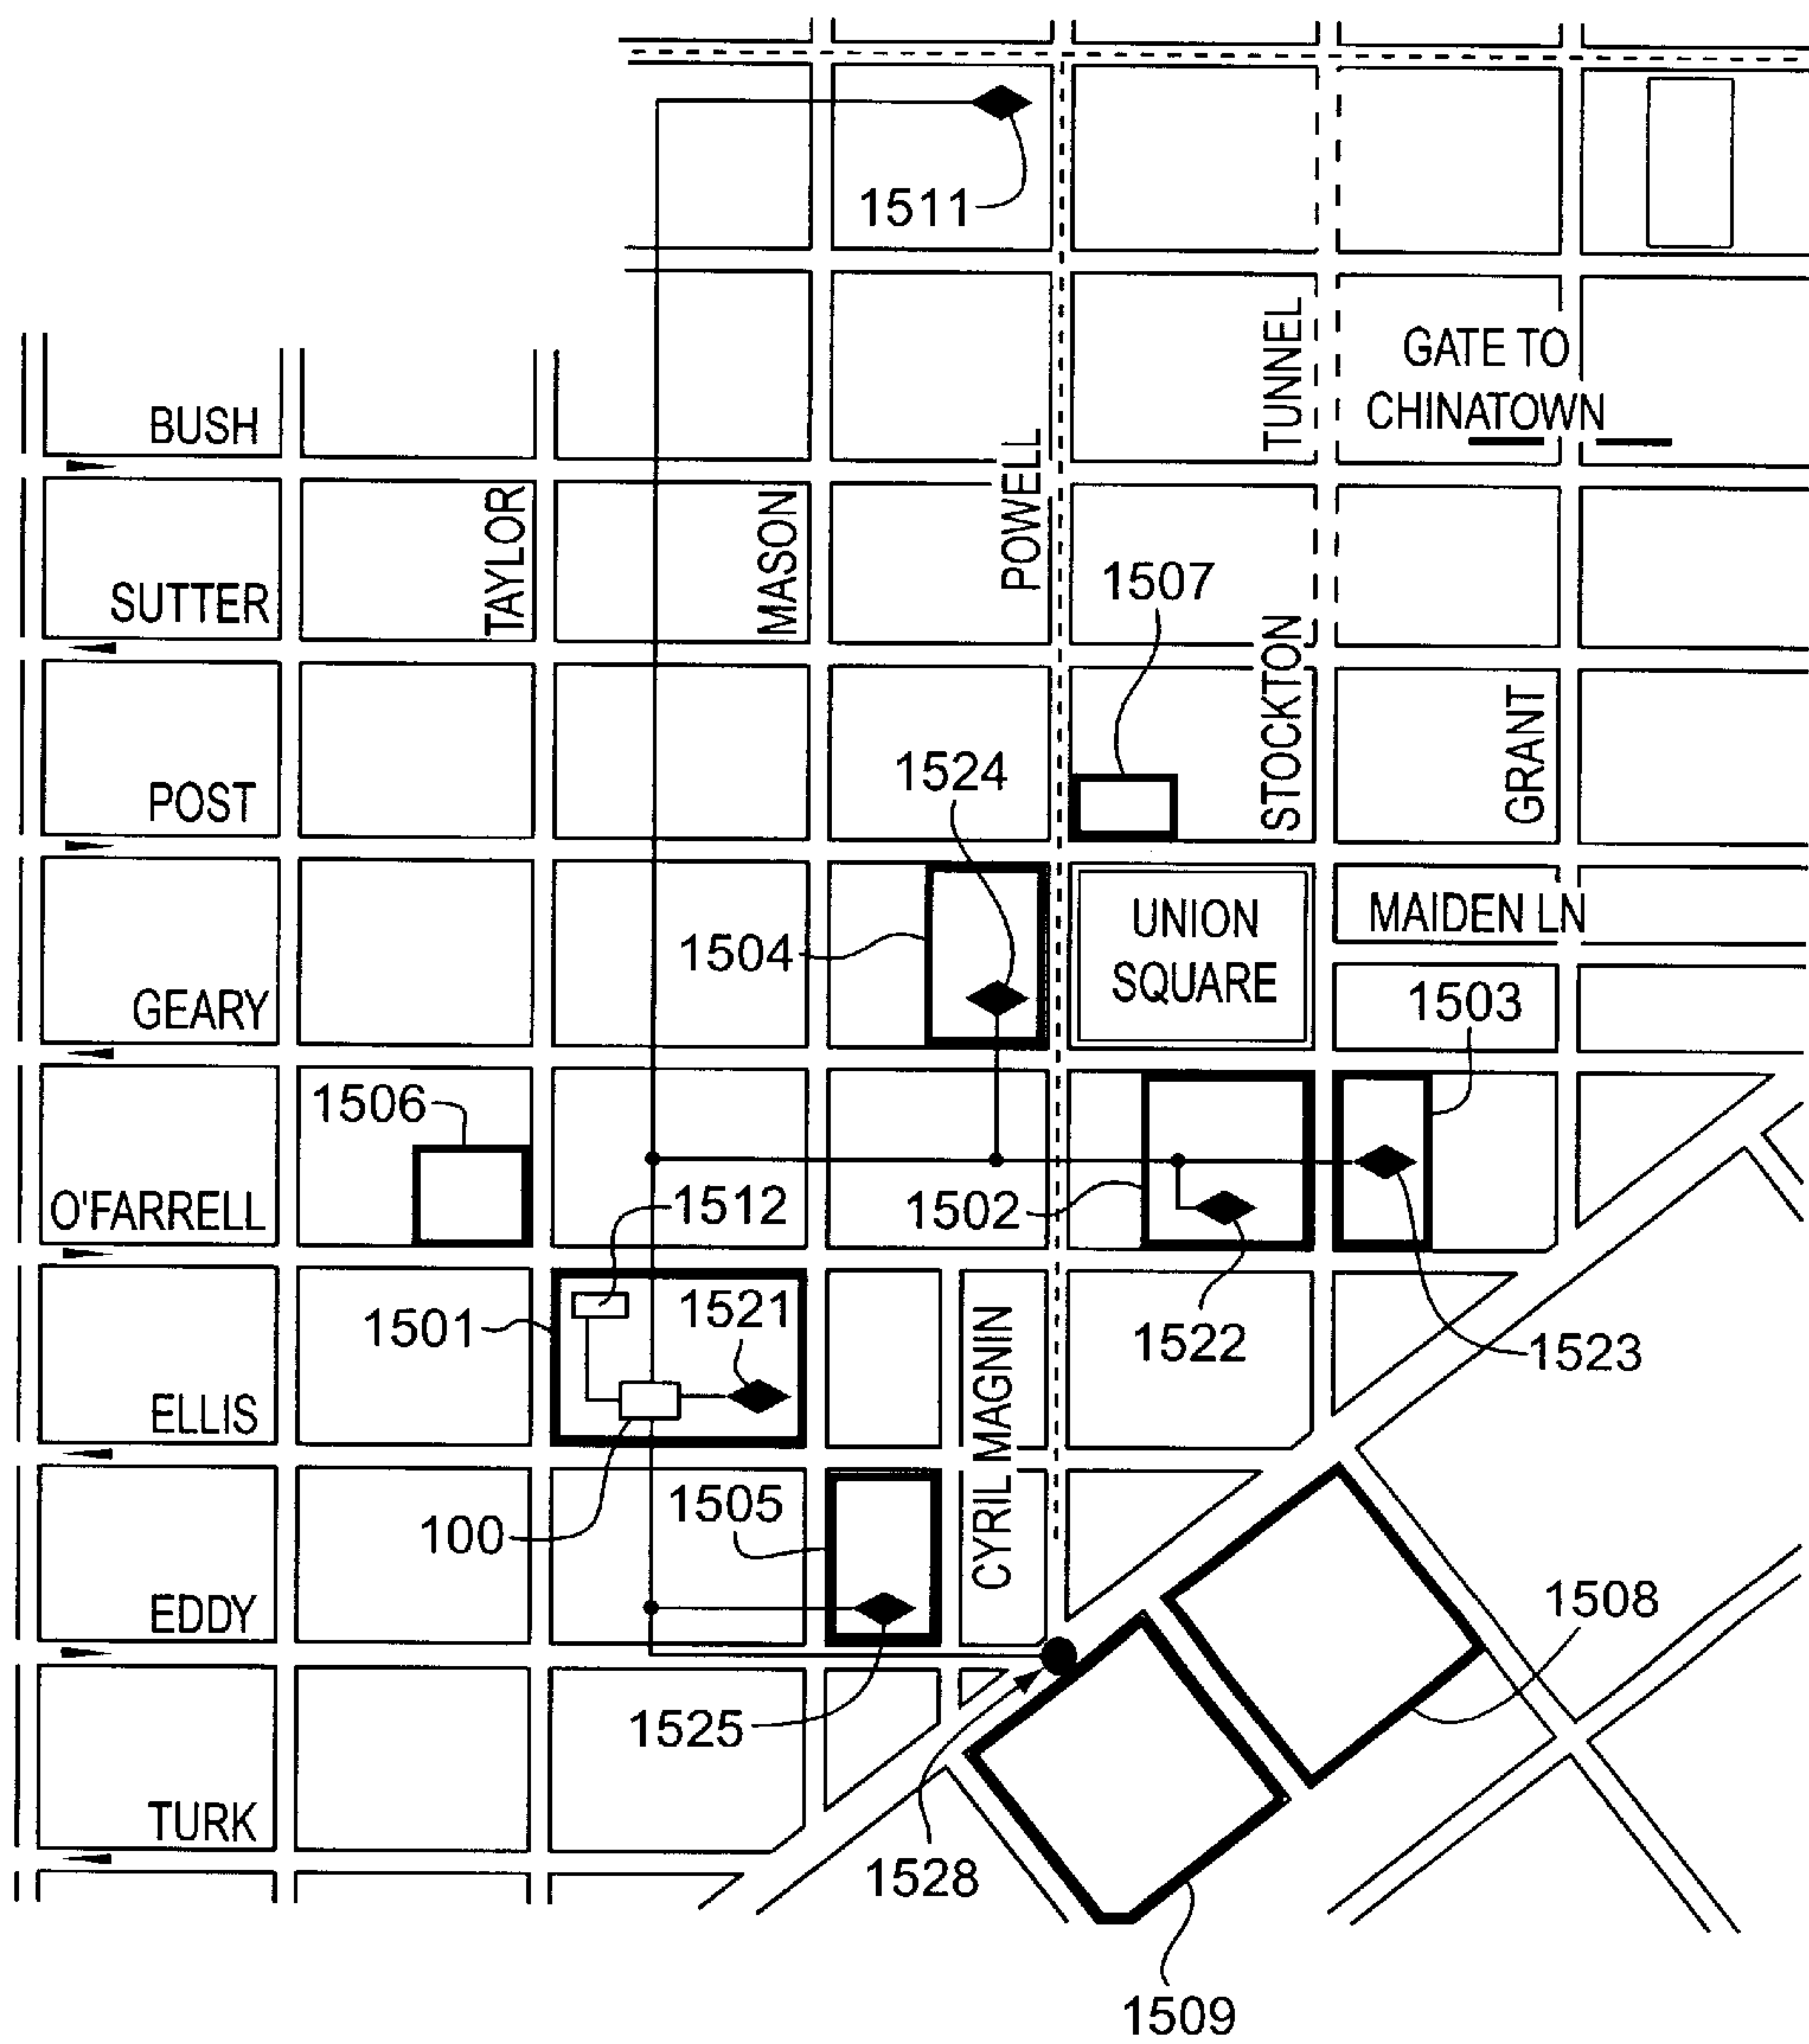 1511
GATE TO
CHINATOWN
TUNNEL
BUSH
POWELL
TAYLOR
MASON
1507
SUTTER
STOCKTON
GRANT
1524
POST
UNION
SQUARE
MAIDEN LN
1504
GEARY
1503
1506
O'FARRELL
1512
1502
1501
1521
1522
1523
CYRIL MAGNIN
ELLIS
1505
100
EDDY
1508
1525
TURK
1528
1509